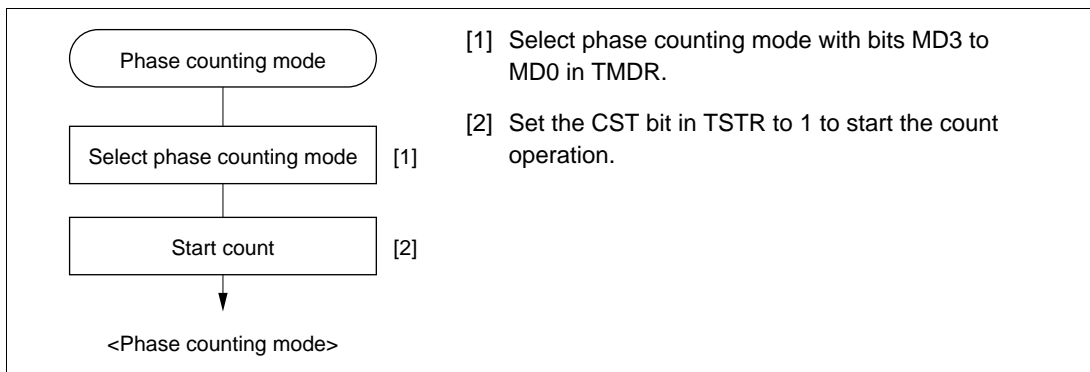 Phase counting mode
Select phase counting mode [1]
Start count [2]
<Phase counting mode>
[1] Select phase counting mode with bits MD3 to
MD0 in TMDR.
[2] Set the CST bit in TSTR to 1 to start the count
operation.